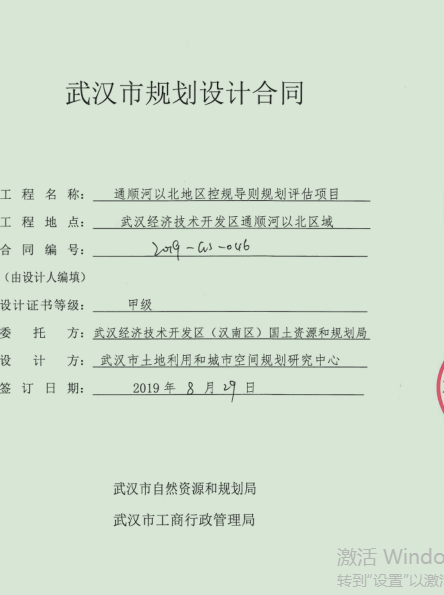 武汉市规划设计合同
工程名称：通顺河以北地区控规导则规划评估项目
工程地点：武汉经济技术开发区通顺河以北区域
合同编号：2019-GS-046
（由设计人编填）
设计证书等级：甲级
委托方：武汉经济技术开发区（汉南区）国土资源和规划局
设计方：武汉市土地利用和城市空间规划研究中心
签订日期：2019年8月29日
武汉市自然资源和规划局
武汉市工商行政管理局
激活 Windo
转到"设置"以激活